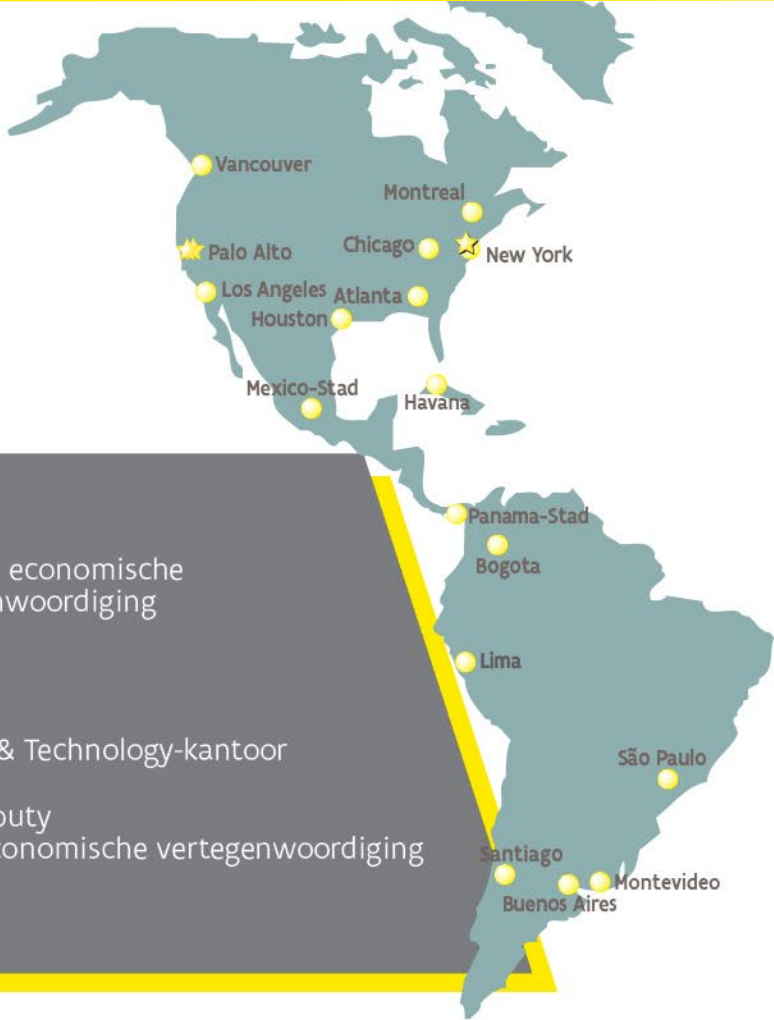 Vancouver
Montreal
Chicago
New York
Palo Alto
Los Angeles
Atlanta
Houston
Mexico-Stad
Havana
Panama-Stad
Bogota
economische
nwoordiging
Lima
& Technology-kantoor
São Paulo
outy
conomische vertegenwoordiging
Santiago
Montevideo
Buenos Aires